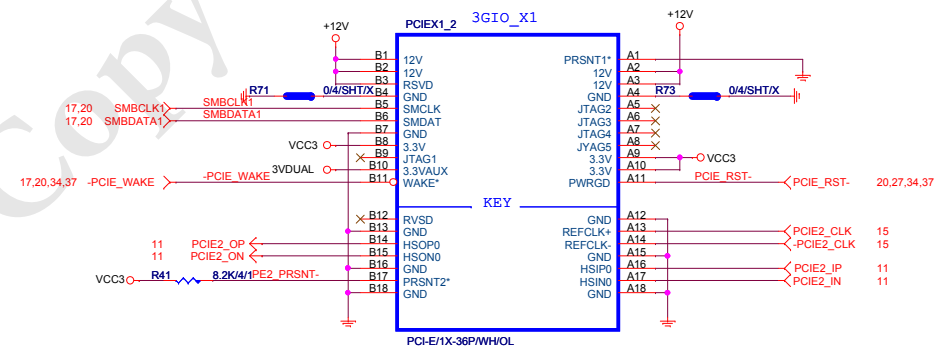 Copy
3GIO_X1
+12V
PCIEX1_2
+12V
B1 12V PRSNT1* A1
B2 12V 12V A2
B3 RSVD 12V A3
R71 0/4/SHT/X B4 GND GND A4 R73 0/4/SHT/X
17,20 SMBCLK1 SMBCLK1 B5 SMCLK JTAG2 A5
17,20 SMBDATA1 SMBDATA1 B6 SMDAT JTAG3 A6
B7 GND JTAG4 A7
VCC3 B8 3.3V JYAG5 A8
B9 JTAG1 3.3V A9 VCC3
3VDUAL B10 3.3VAUX 3.3V A10
17,20,34,37 -PCIE_WAKE -PCIE_WAKE B11 WAKE* PWRGD A11 PCIE_RST- PCIE_RST- 20,27,34,37
KEY
B12 RVSD GND A12
B13 GND REFCLK+ A13 PCIE2_CLK 15
11 PCIE2_OP B14 HSOP0 REFCLK- A14 -PCIE2_CLK 15
11 PCIE2_ON B15 HSON0 GND A15
B16 GND HSIP0 A16 PCIE2_IP 11
VCC3 R41 8.2K/4/1 PE2_PRSNT- B17 PRSNT2* HSIN0 A17 PCIE2_IN 11
B18 GND GND A18
PCI-E/1X-36P/WH/OL